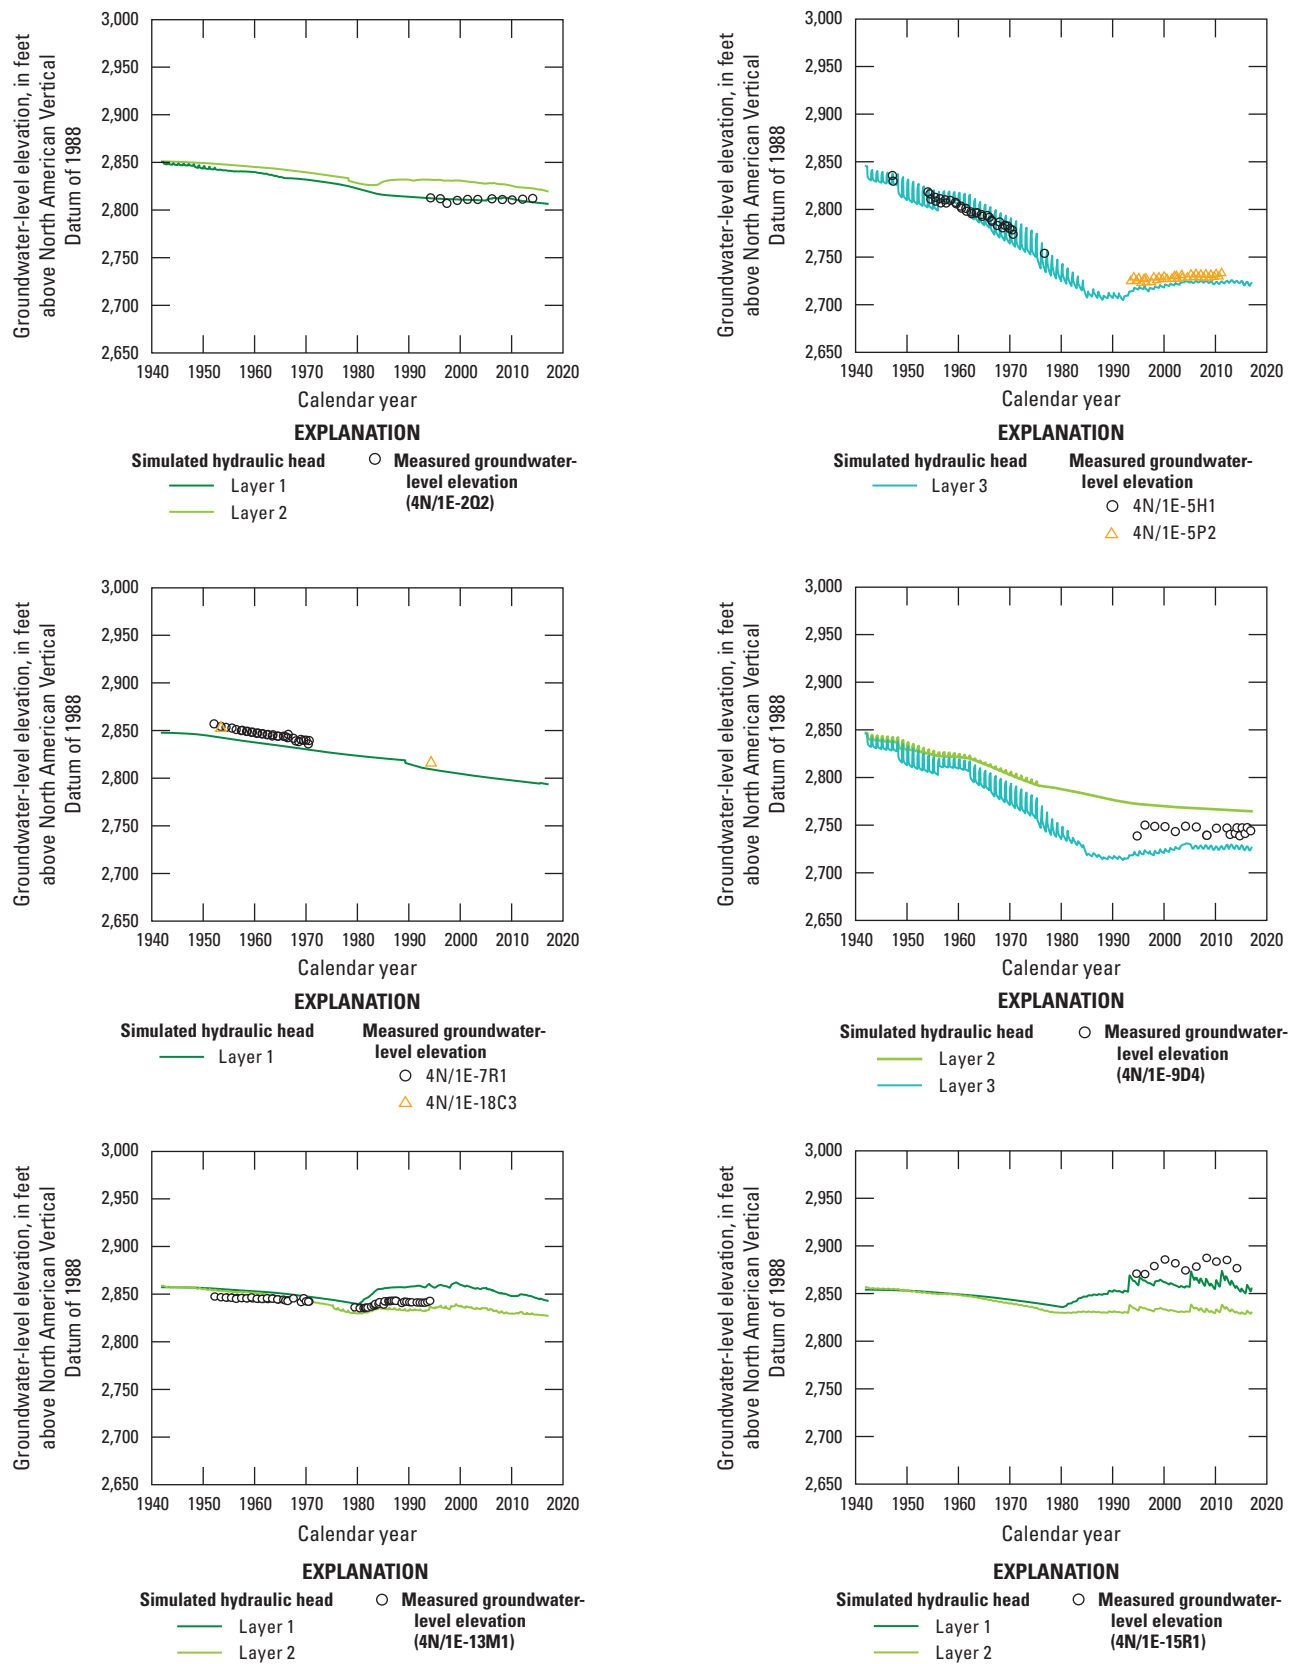 Groundwater-level elevation, in feet
above North American Vertical
Datum of 1988
3,000
2,950
2,900
2,850
2,800
2,750
2,700
2,650
1940 1950 1960 1970 1980 1990 2000 2010 2020
Calendar year
EXPLANATION
Simulated hydraulic head
Layer 1
Layer 2
Measured groundwater-
level elevation
(4N/1E-2Q2)
Groundwater-level elevation, in feet
above North American Vertical
Datum of 1988
3,000
2,950
2,900
2,850
2,800
2,750
2,700
2,650
1940 1950 1960 1970 1980 1990 2000 2010 2020
Calendar year
EXPLANATION
Simulated hydraulic head
Layer 3
Measured groundwater-
level elevation
4N/1E-5H1
4N/1E-5P2
Groundwater-level elevation, in feet
above North American Vertical
Datum of 1988
3,000
2,950
2,900
2,850
2,800
2,750
2,700
2,650
1940 1950 1960 1970 1980 1990 2000 2010 2020
Calendar year
EXPLANATION
Simulated hydraulic head
Layer 1
Measured groundwater-
level elevation
4N/1E-7R1
4N/1E-18C3
Groundwater-level elevation, in feet
above North American Vertical
Datum of 1988
3,000
2,950
2,900
2,850
2,800
2,750
2,700
2,650
1940 1950 1960 1970 1980 1990 2000 2010 2020
Calendar year
EXPLANATION
Simulated hydraulic head
Layer 2
Layer 3
Measured groundwater-
level elevation
(4N/1E-9D4)
Groundwater-level elevation, in feet
above North American Vertical
Datum of 1988
3,000
2,950
2,900
2,850
2,800
2,750
2,700
2,650
1940 1950 1960 1970 1980 1990 2000 2010 2020
Calendar year
EXPLANATION
Simulated hydraulic head
Layer 1
Layer 2
Measured groundwater-
level elevation
(4N/1E-13M1)
Groundwater-level elevation, in feet
above North American Vertical
Datum of 1988
3,000
2,950
2,900
2,850
2,800
2,750
2,700
2,650
1940 1950 1960 1970 1980 1990 2000 2010 2020
Calendar year
EXPLANATION
Simulated hydraulic head
Layer 1
Layer 2
Measured groundwater-
level elevation
(4N/1E-15R1)